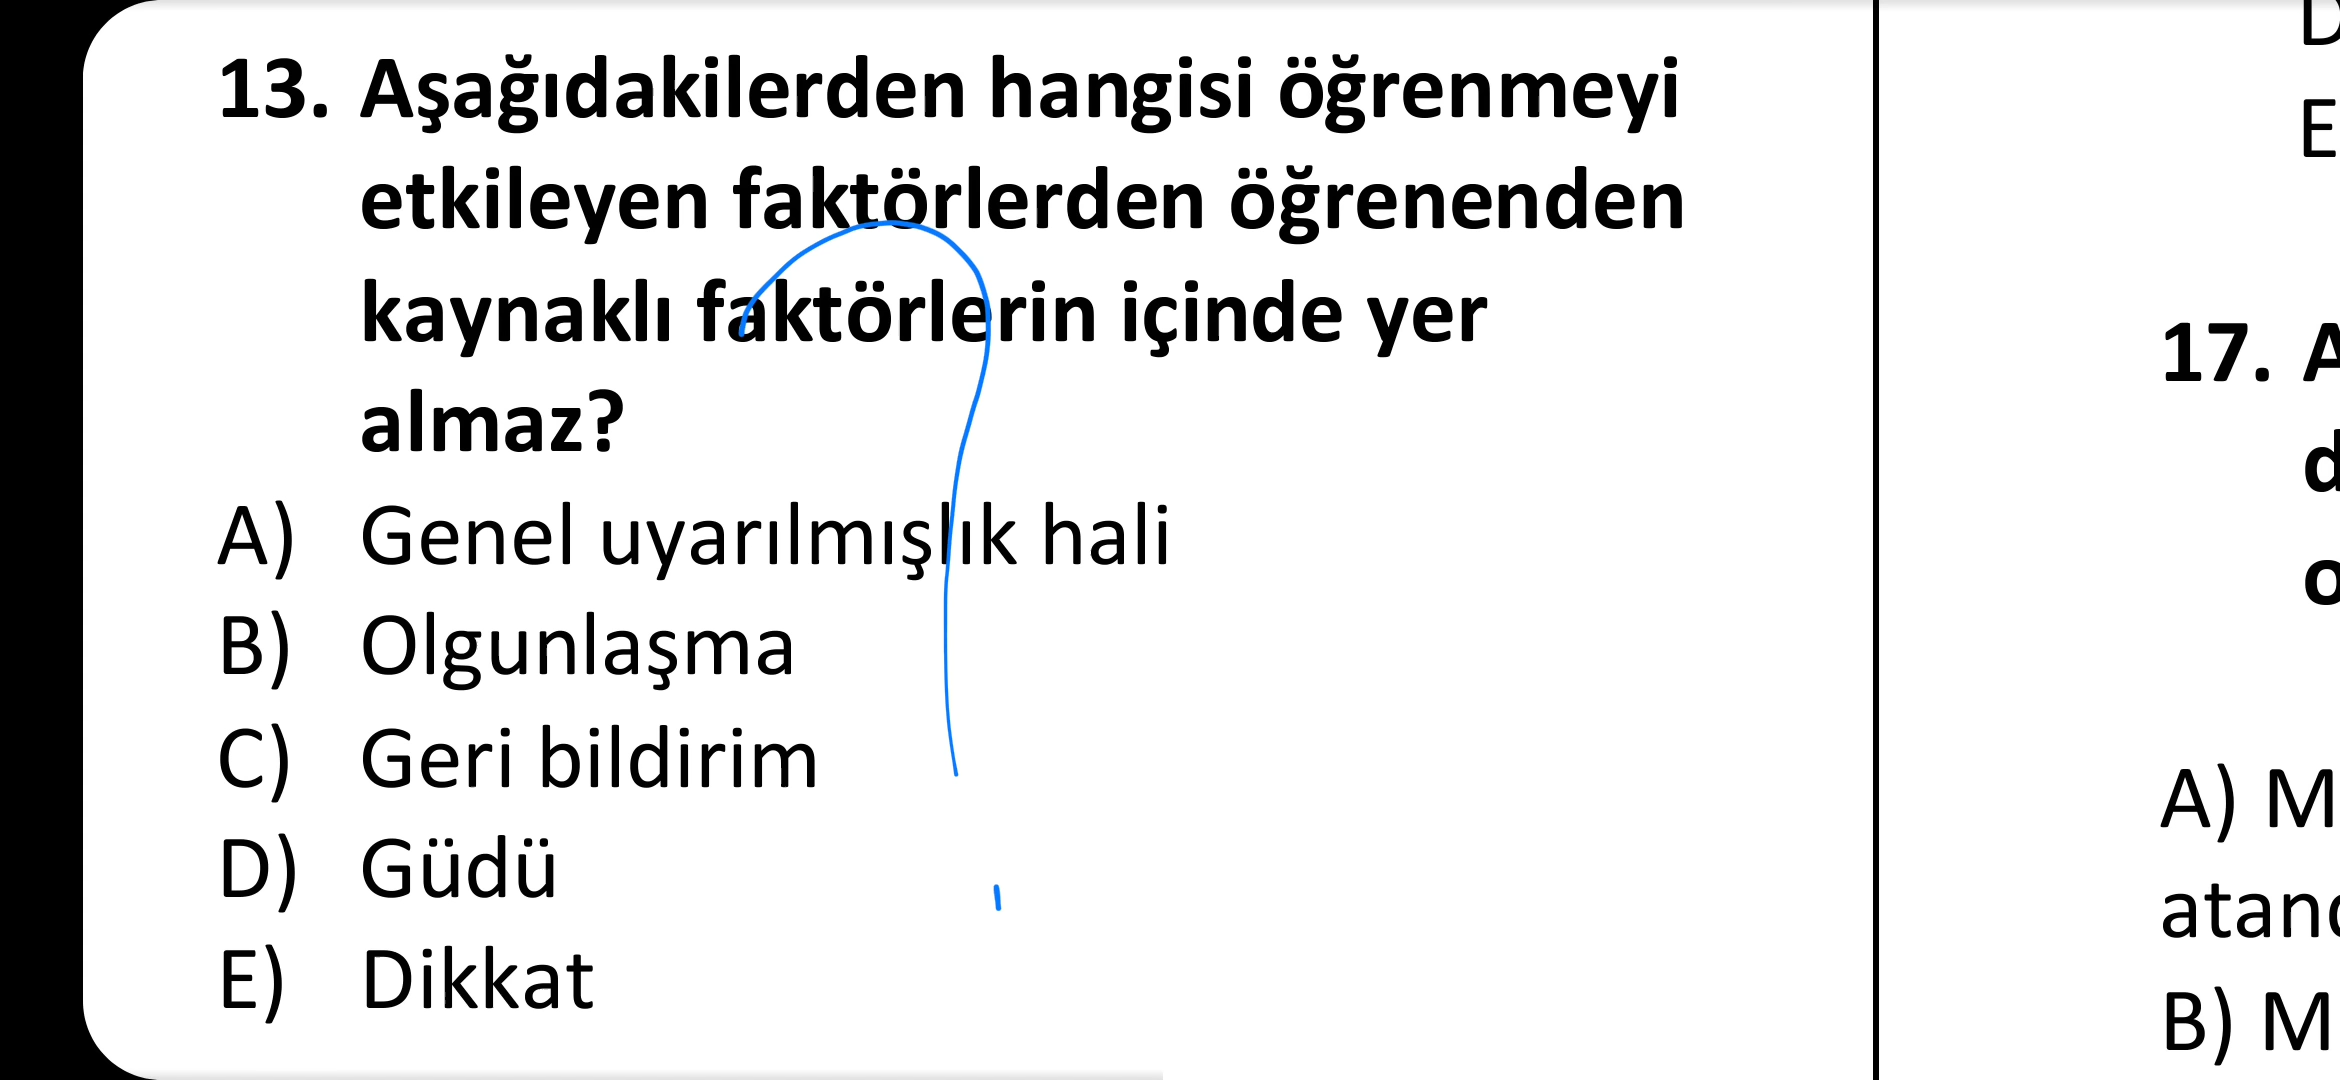 13. Aşağıdakilerden hangisi öğrenmeyi
etkileyen faktörlerden öğrenenden
kaynaklı faktörlerin içinde yer
almaz?
A) Genel uyarılmışlık hali
B) Olgunlaşma
C) Geri bildirim
D) Güdü
E) Dikkat
E
17. A
d
o
A) M
B) M